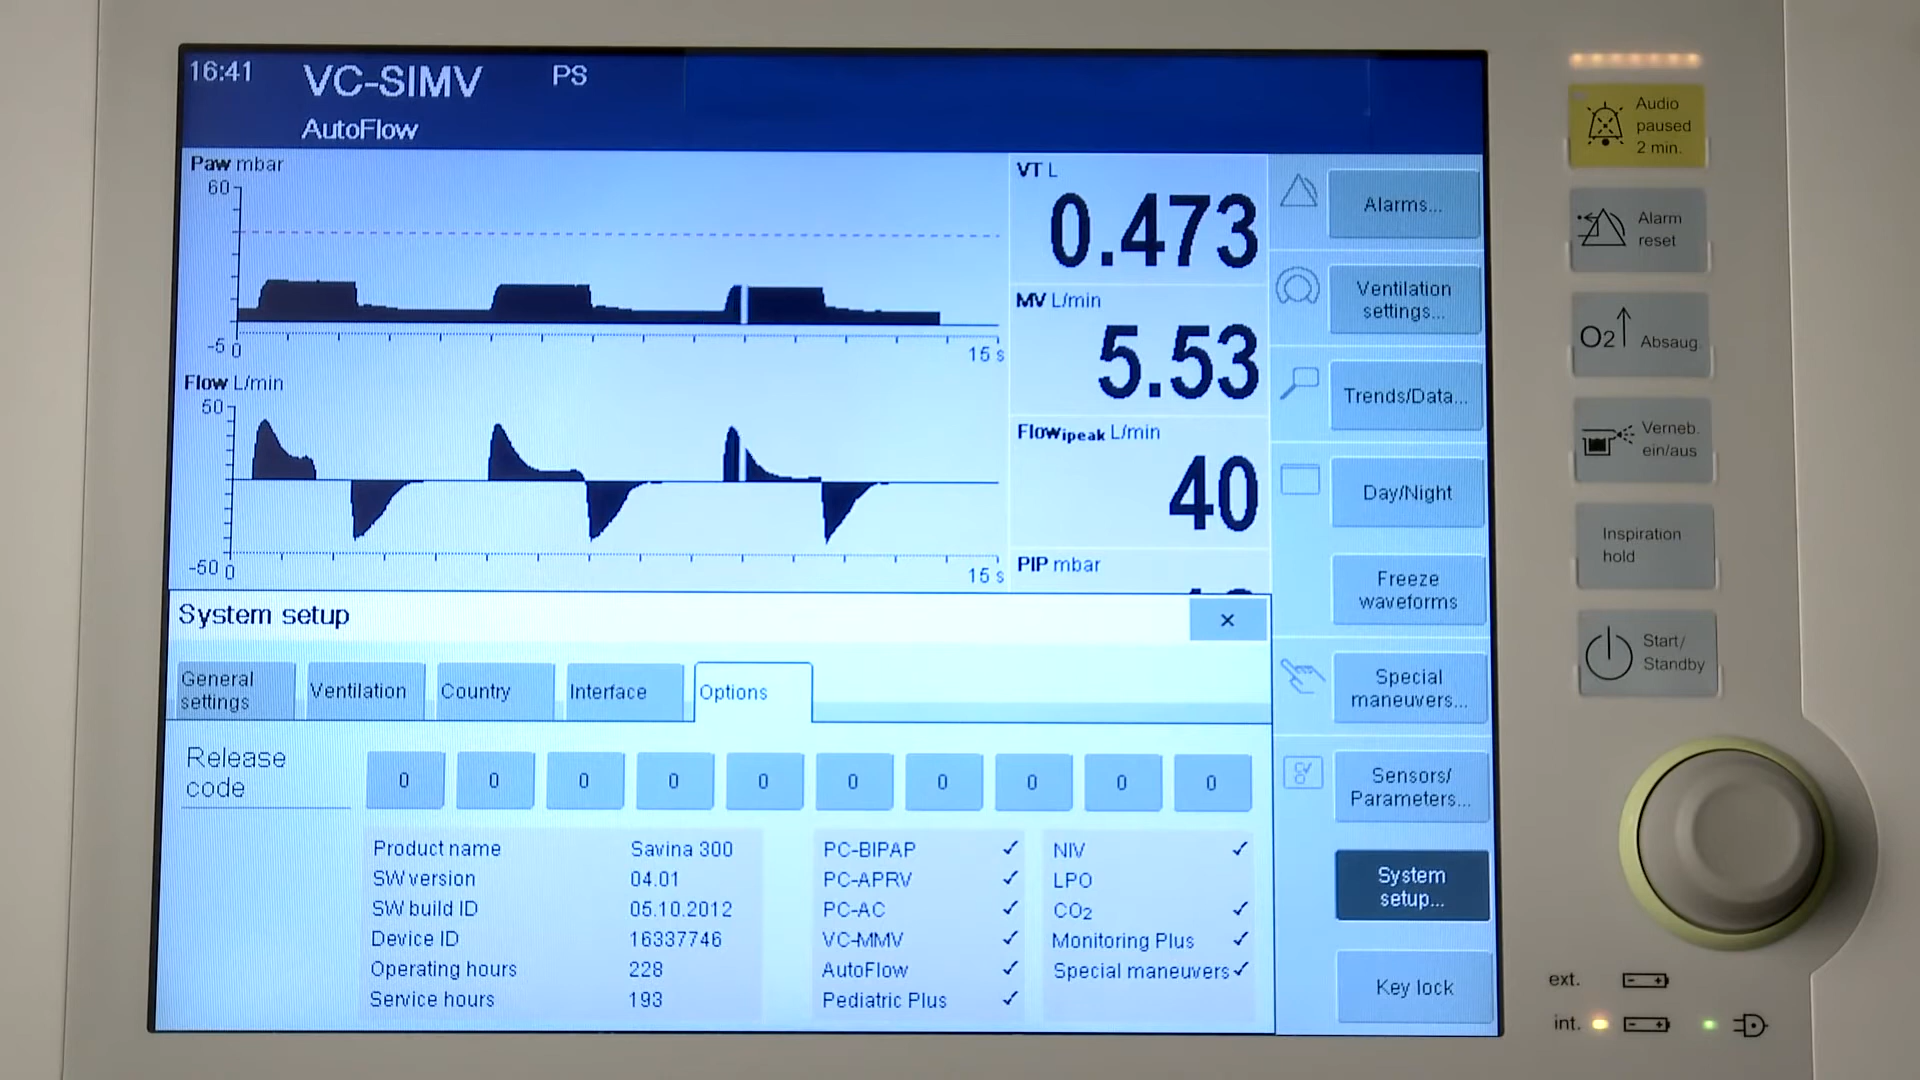 16:41
VC-SIMV
PS
AutoFlow
Paw mbar
60
-5
0
15 s
Flow L/min
50
-50
0
15 s
VT L
0.473
MV L/min
5.53
Flowipeak L/min
40
PIP mbar
Alarms...
Ventilation
settings...
Trends/Data...
Day/Night
Freeze
waveforms
Special
maneuvers...
Sensors/
Parameters...
System
setup...
Key lock
System setup
×
General
settings
Ventilation
Country
Interface
Options
Release
code
0 0 0 0 0 0 0 0 0 0
Product name Savina 300
SW version 04.01
SW build ID 05.10.2012
Device ID 16337746
Operating hours 228
Service hours 193
PC-BIPAP ✓
PC-APRV ✓
PC-AC ✓
VC-MMV ✓
AutoFlow ✓
Pediatric Plus ✓
NIV ✓
LPO
CO2 ✓
Monitoring Plus ✓
Special maneuvers ✓
Audio
paused
2 min.
Alarm
reset
O2↑ Absaug.
Verneb.
ein/aus
Inspiration
hold
Start/
Standby
ext.
int.